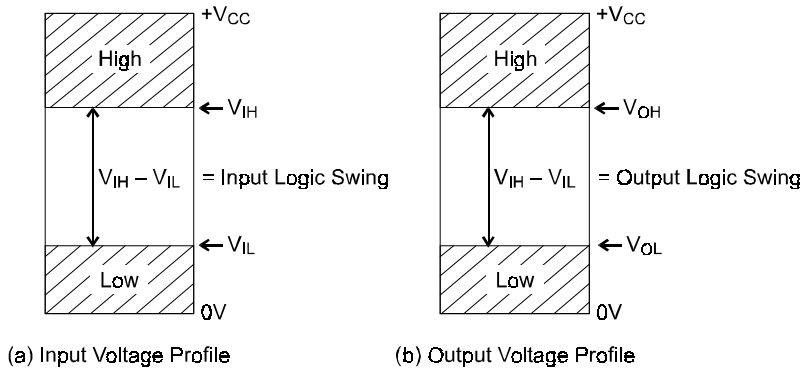 +VCC
High
VIH
VIH – VIL = Input Logic Swing
VIL
Low
0V
(a) Input Voltage Profile
+VCC
High
VOH
VIH – VIL = Output Logic Swing
VOL
Low
0V
(b) Output Voltage Profile